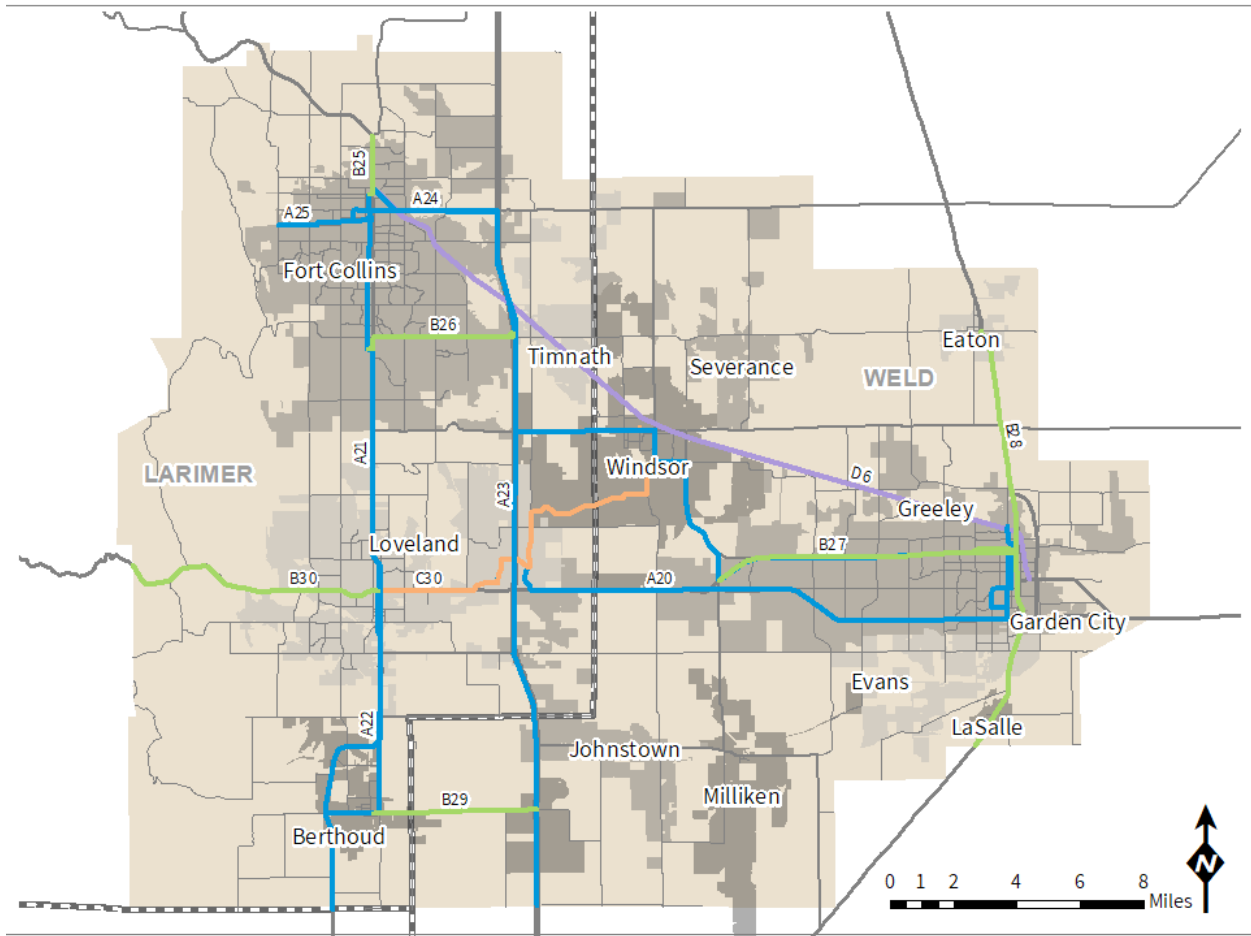 B25
A24
A25
Fort Collins
B26
Timnath
Eaton
Severance
WELD
A21
B28
LARIMER
Windsor
D6
A23
Greeley
Loveland
B27
B30
C30
A20
Garden City
Evans
A22
LaSalle
Johnstown
Milliken
B29
Berthoud
N
0 1 2 4 6 8
Miles